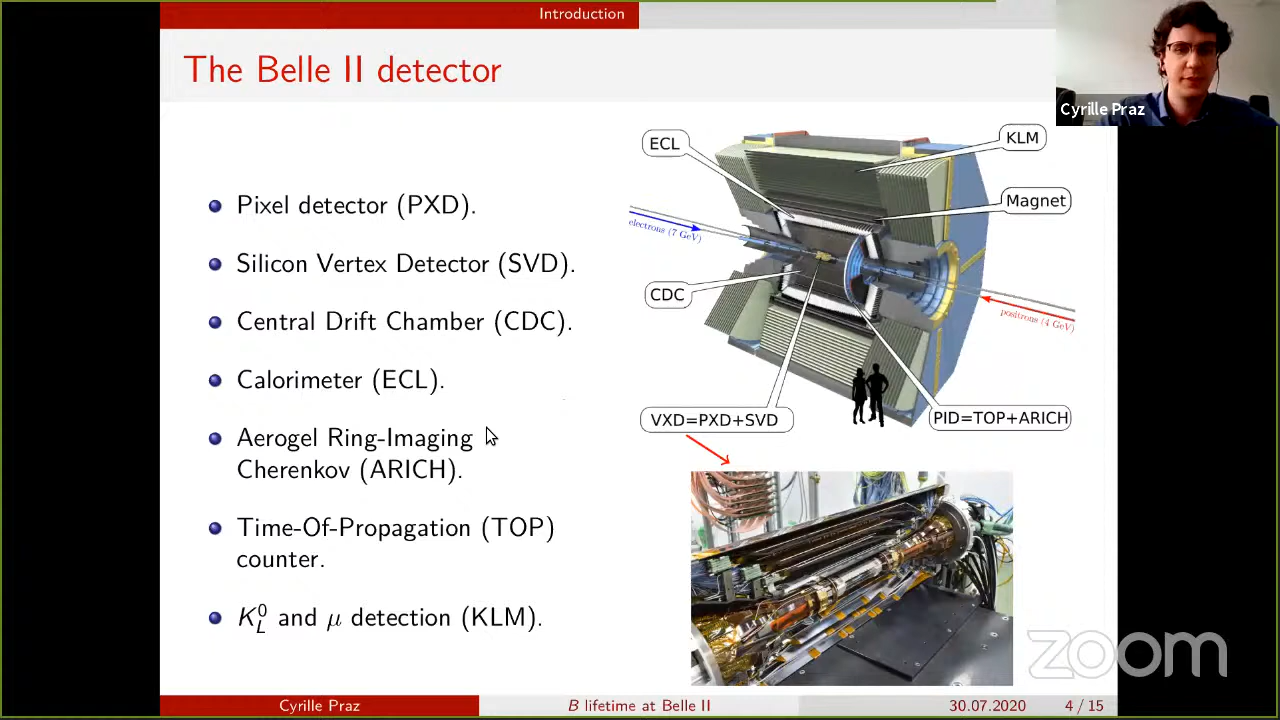 Introduction
The Belle II detector
Cyrille Praz
Pixel detector (PXD).
Silicon Vertex Detector (SVD).
Central Drift Chamber (CDC).
Calorimeter (ECL).
Aerogel Ring-Imaging
Cherenkov (ARICH).
Time-Of-Propagation (TOP)
counter.
K⁰_L and μ detection (KLM).
ECL
KLM
Magnet
electrons (7 GeV)
CDC
positrons (4 GeV)
VXD=PXD+SVD
PID=TOP+ARICH
zoom
Cyrille Praz
B lifetime at Belle II
30.07.2020
4 / 15